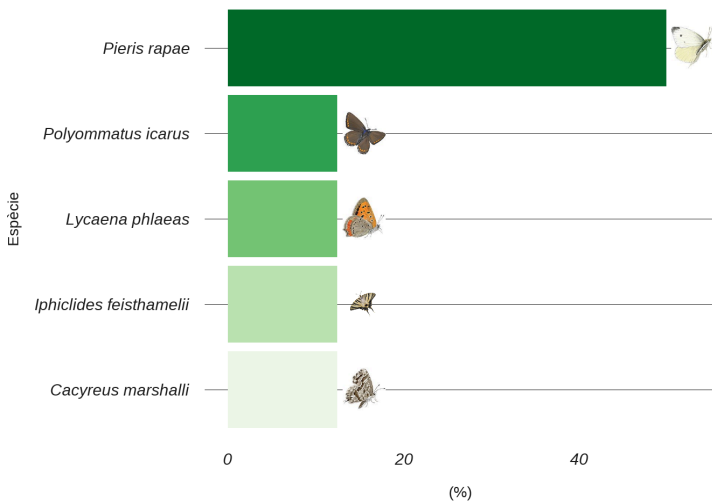 Pieris rapae
Polyommatus icarus
Lycaena phlaeas
Iphiclides feisthamelii
Cacyreus marshalli
Espècie
0 20 40
(%)